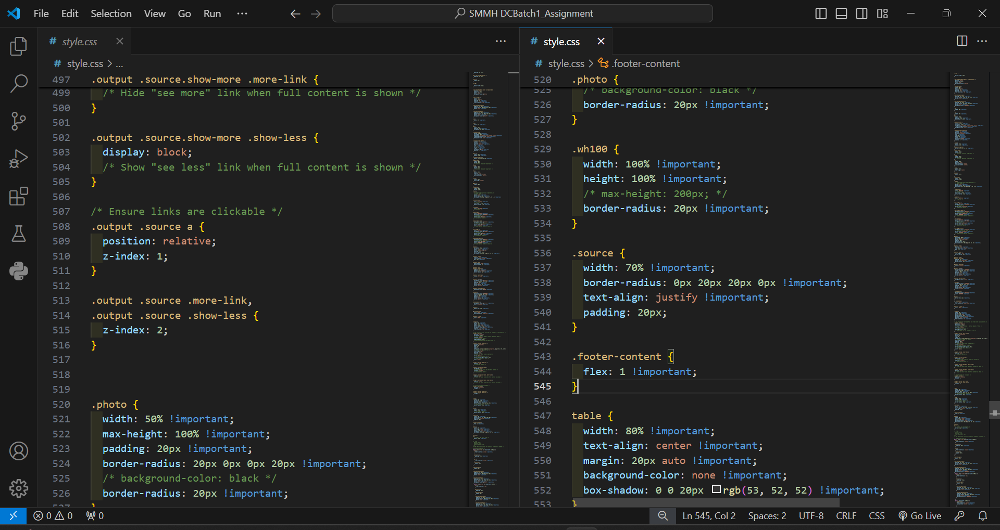 File Edit Selection View Go Run ···
SMMH DCBatch1_Assignment
# style.css
# style.css > ...
497 .output .source.show-more .more-link {
499 /* Hide "see more" link when full content is shown */
500 }
501
502 .output .source.show-more .show-less {
503 display: block;
504 /* Show "see less" link when full content is shown */
505 }
506
507 /* Ensure links are clickable */
508 .output .source a {
509 position: relative;
510 z-index: 1;
511 }
512
513 .output .source .more-link,
514 .output .source .show-less {
515 z-index: 2;
516 }
517
518
519
520 .photo {
521 width: 50% !important;
522 max-height: 100% !important;
523 padding: 20px !important;
524 border-radius: 20px 0px 0px 20px !important;
525 /* background-color: black */
526 border-radius: 20px !important;
527 }
# style.css
# style.css > .footer-content
520 .photo {
525 /* background-color: black */
526 border-radius: 20px !important;
527 }
528
529 .wh100 {
530 width: 100% !important;
531 height: 100% !important;
532 /* max-height: 200px; */
533 border-radius: 20px !important;
534 }
535
536 .source {
537 width: 70% !important;
538 border-radius: 0px 20px 20px 0px !important;
539 text-align: justify !important;
540 padding: 20px;
541 }
542
543 .footer-content {
544 flex: 1 !important;
545 }
546
547 table {
548 width: 80% !important;
549 text-align: center !important;
550 margin: 20px auto !important;
551 background-color: none !important;
552 box-shadow: 0 0 20px rgb(53, 52, 52) !important;
553 }
0 0 0 Ln 545, Col 2 Spaces: 2 UTF-8 CRLF CSS Go Live